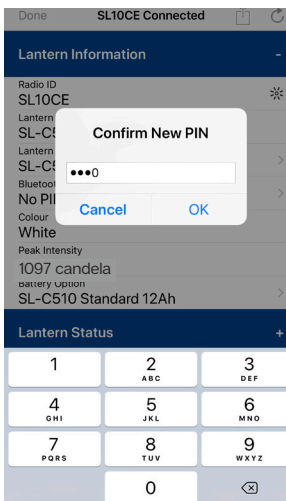 Done SL10CE Connected
Lantern Information -
Radio ID
SL10CE
Lantern
SL-C5
Lantern
SL-C5
Bluetoot
No PI
Confirm New PIN
●●●0
Cancel OK
Colour
White
Peak Intensity
1097 candela
Battery Option
SL-C510 Standard 12Ah
Lantern Status +
1 2 3
ABC DEF
4 5 6
GHI JKL MNO
7 8 9
PQRS TUV WXYZ
0